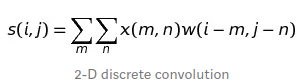 s(i,j) = ∑∑x(m,n)w(i − m,j − n)
m n
2-D discrete convolution